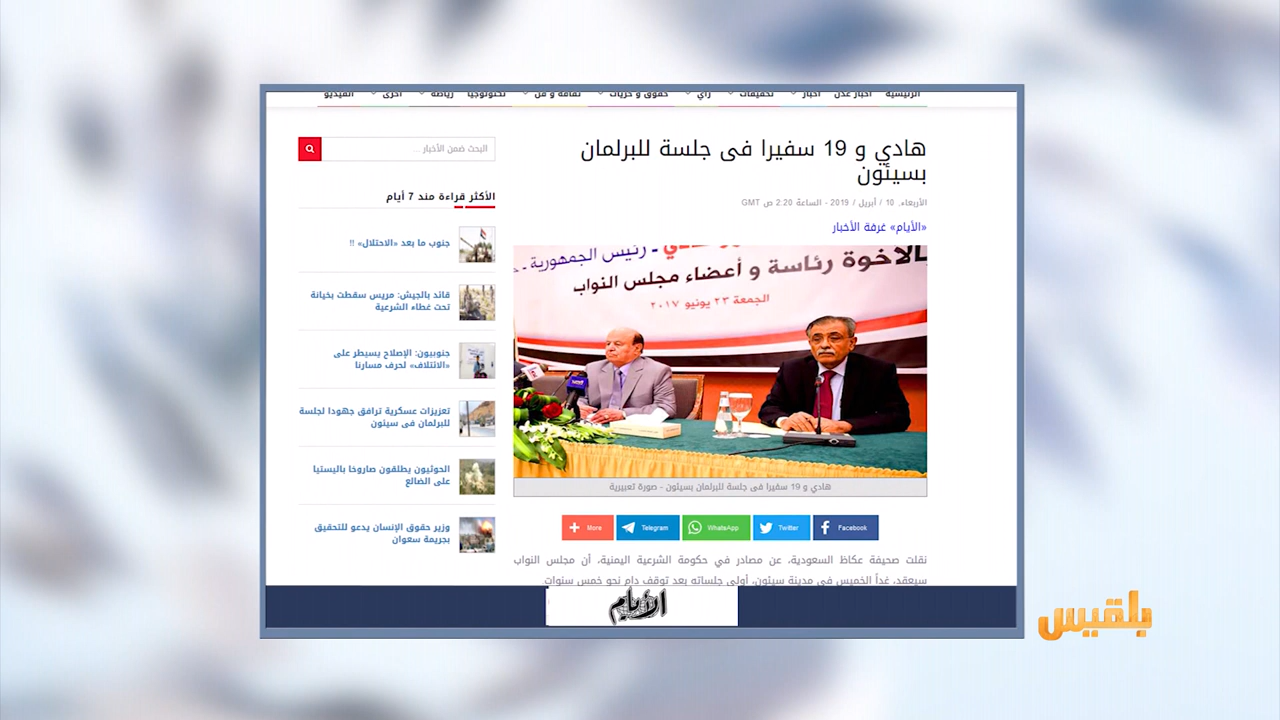 الرئيسية اخبار عدن اخبار تحقيقات رأي حقوق و حريات ثقافة و فن تكنولوجيا رياضة أخرى الفيديو
هادي و 19 سفيرا فى جلسة للبرلمان
بسيئون
الأربعاء, 10 / أبريل / 2019 - الساعة 2:20 ص GMT
«الأيام» غرفة الأخبار
رئيس الجمهورية
بالاخوة رئاسة و أعضاء مجلس النواب
الجمعة ٢٣ يونيو ٢٠١٧
هادي و 19 سفيرا فى جلسة للبرلمان بسيئون - صورة تعبيرية
Facebook
Twitter
WhatsApp
Telegram
More
نقلت صحيفة عكاظ السعودية، عن مصادر في حكومة الشرعية اليمنية، أن مجلس النواب
سيعقد، غداً الخميس في مدينة سيئون، أولى جلساته بعد توقف دام نحو خمس سنوات
البحث ضمن الأخبار ...
الأكثر قراءة منذ 7 أيام
جنوب ما بعد «الاحتلال» !!
قائد بالجيش: مريس سقطت بخيانة
تحت غطاء الشرعية
جنوبيون: الإصلاح يسيطر على
«الائتلاف» لحرف مسارنا
تعزيزات عسكرية ترافق جهودا لجلسة
للبرلمان فى سيئون
الحوثيون يطلقون صاروخا باليستيا
على الضالع
وزير حقوق الإنسان يدعو للتحقيق
بجريمة سعوان
الأيام
بلقيس